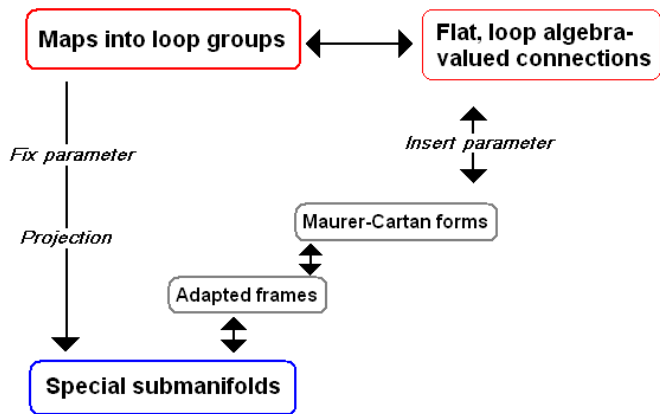 Maps into loop groups
Flat, loop algebra-
valued connections
Fix parameter
Insert parameter
Projection
Maurer-Cartan forms
Adapted frames
Special submanifolds